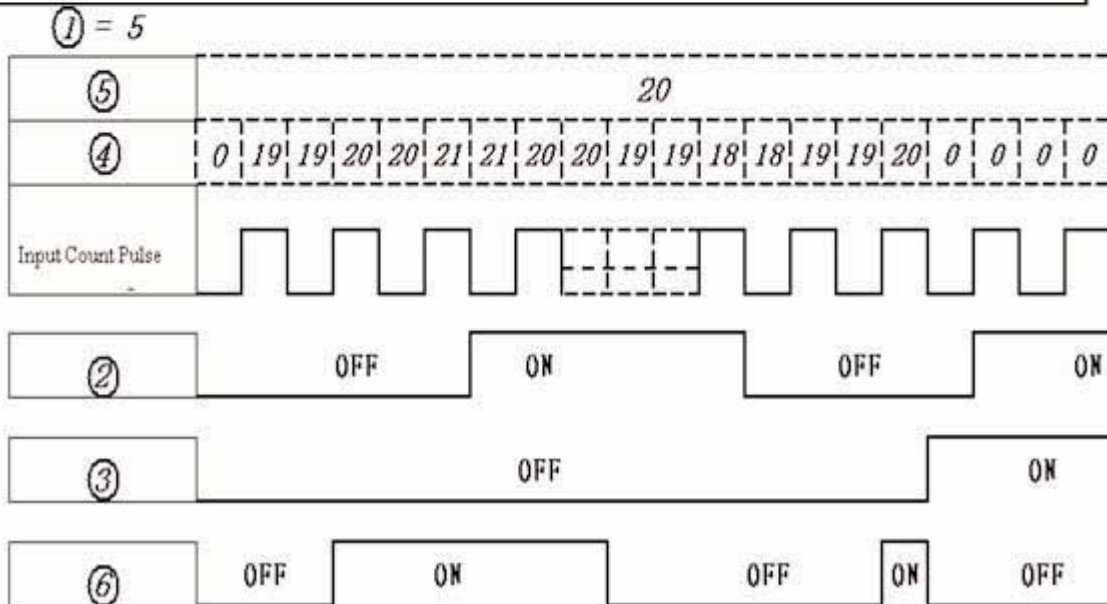 ① = 5
⑤ 20
④ 0 19 19 20 20 21 21 20 20 19 19 18 18 19 19 20 0 0 0 0
Input Count Pulse
② OFF ON OFF ON
③ OFF ON
⑥ OFF ON OFF ON OFF